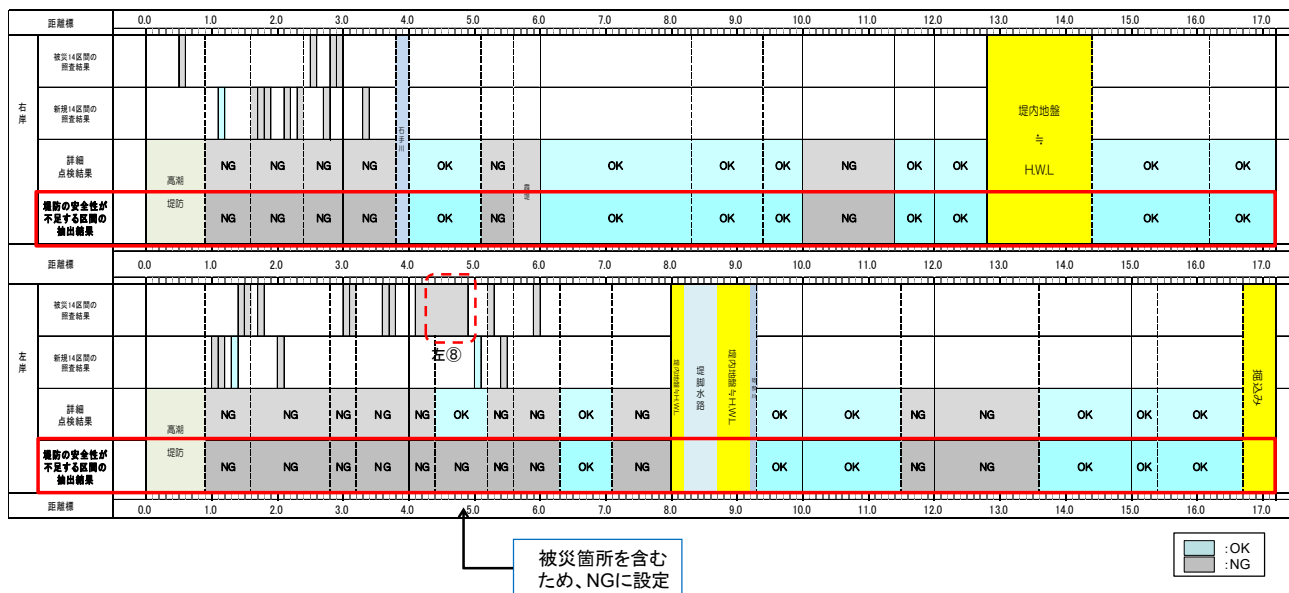 距離標 0.0 1.0 2.0 3.0 4.0 5.0 6.0 7.0 8.0 9.0 10.0 11.0 12.0 13.0 14.0 15.0 16.0 17.0
右岸
被災14区間の
照査結果
新規14区間の
照査結果
石手川
堤内地盤
≒
H.W.L
詳細
点検結果
高潮
堤防
NG NG NG NG OK NG OK OK OK NG OK OK OK OK
堤防の安全性が
不足する区間の
抽出結果
NG NG NG NG OK NG OK OK OK NG OK OK OK OK
距離標 0.0 1.0 2.0 3.0 4.0 5.0 6.0 7.0 8.0 9.0 10.0 11.0 12.0 13.0 14.0 15.0 16.0 17.0
左岸
被災14区間の
照査結果
新規14区間の
照査結果
左⑧
堤内地盤≒H.W.L
堤脚水路
堤内地盤≒H.W.L
掘込み
詳細
点検結果
高潮
堤防
NG NG NG NG NG OK NG NG OK NG OK OK NG NG OK OK OK
堤防の安全性が
不足する区間の
抽出結果
NG NG NG NG NG NG NG NG OK NG OK OK NG NG OK OK OK
距離標 0.0 1.0 2.0 3.0 4.0 5.0 6.0 7.0 8.0 9.0 10.0 11.0 12.0 13.0 14.0 15.0 16.0 17.0
被災箇所を含む
ため、NGに設定
:OK
:NG